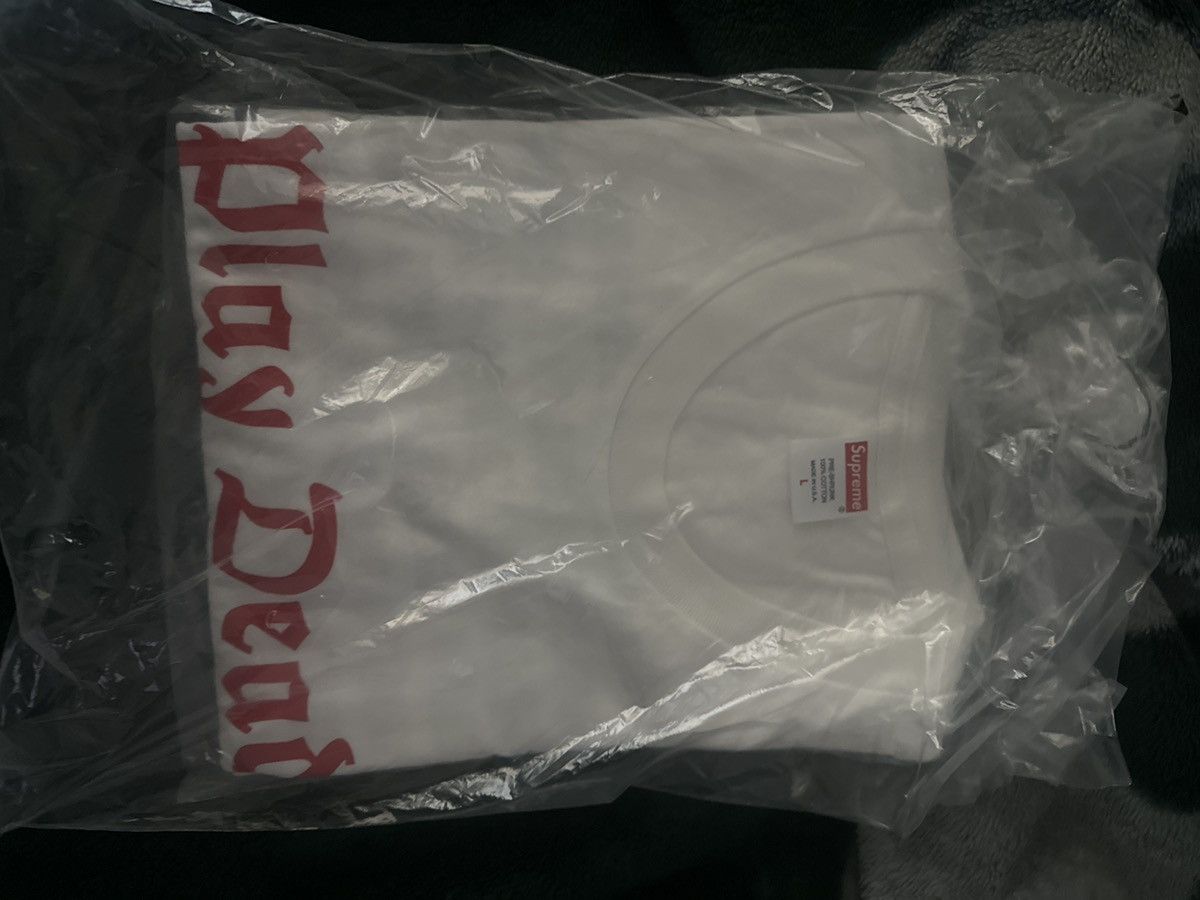 Play Dead
Supreme
PRE-SHRUNK
100% COTTON
MADE IN U.S.A.
L